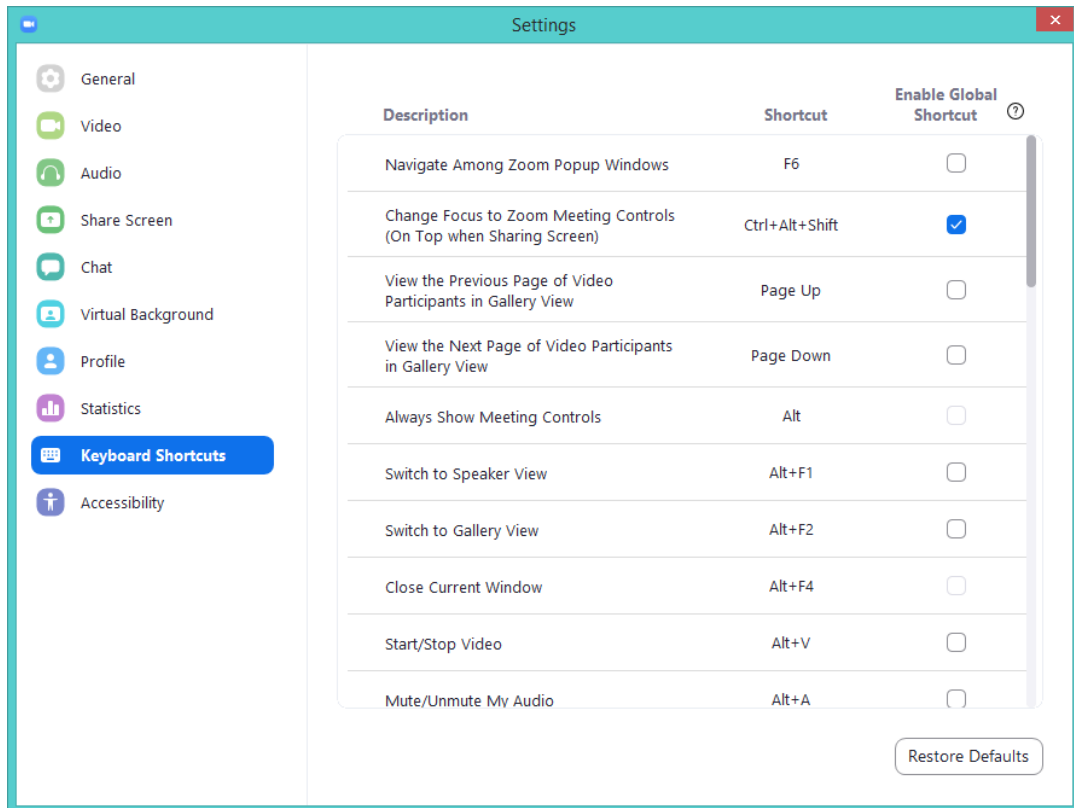 Settings
General
Video
Audio
Share Screen
Chat
Virtual Background
Profile
Statistics
Keyboard Shortcuts
Accessibility
Description
Shortcut
Enable Global
Shortcut
?
Navigate Among Zoom Popup Windows
F6
Change Focus to Zoom Meeting Controls
(On Top when Sharing Screen)
Ctrl+Alt+Shift
View the Previous Page of Video
Participants in Gallery View
Page Up
View the Next Page of Video Participants
in Gallery View
Page Down
Always Show Meeting Controls
Alt
Switch to Speaker View
Alt+F1
Switch to Gallery View
Alt+F2
Close Current Window
Alt+F4
Start/Stop Video
Alt+V
Mute/Unmute My Audio
Alt+A
Restore Defaults